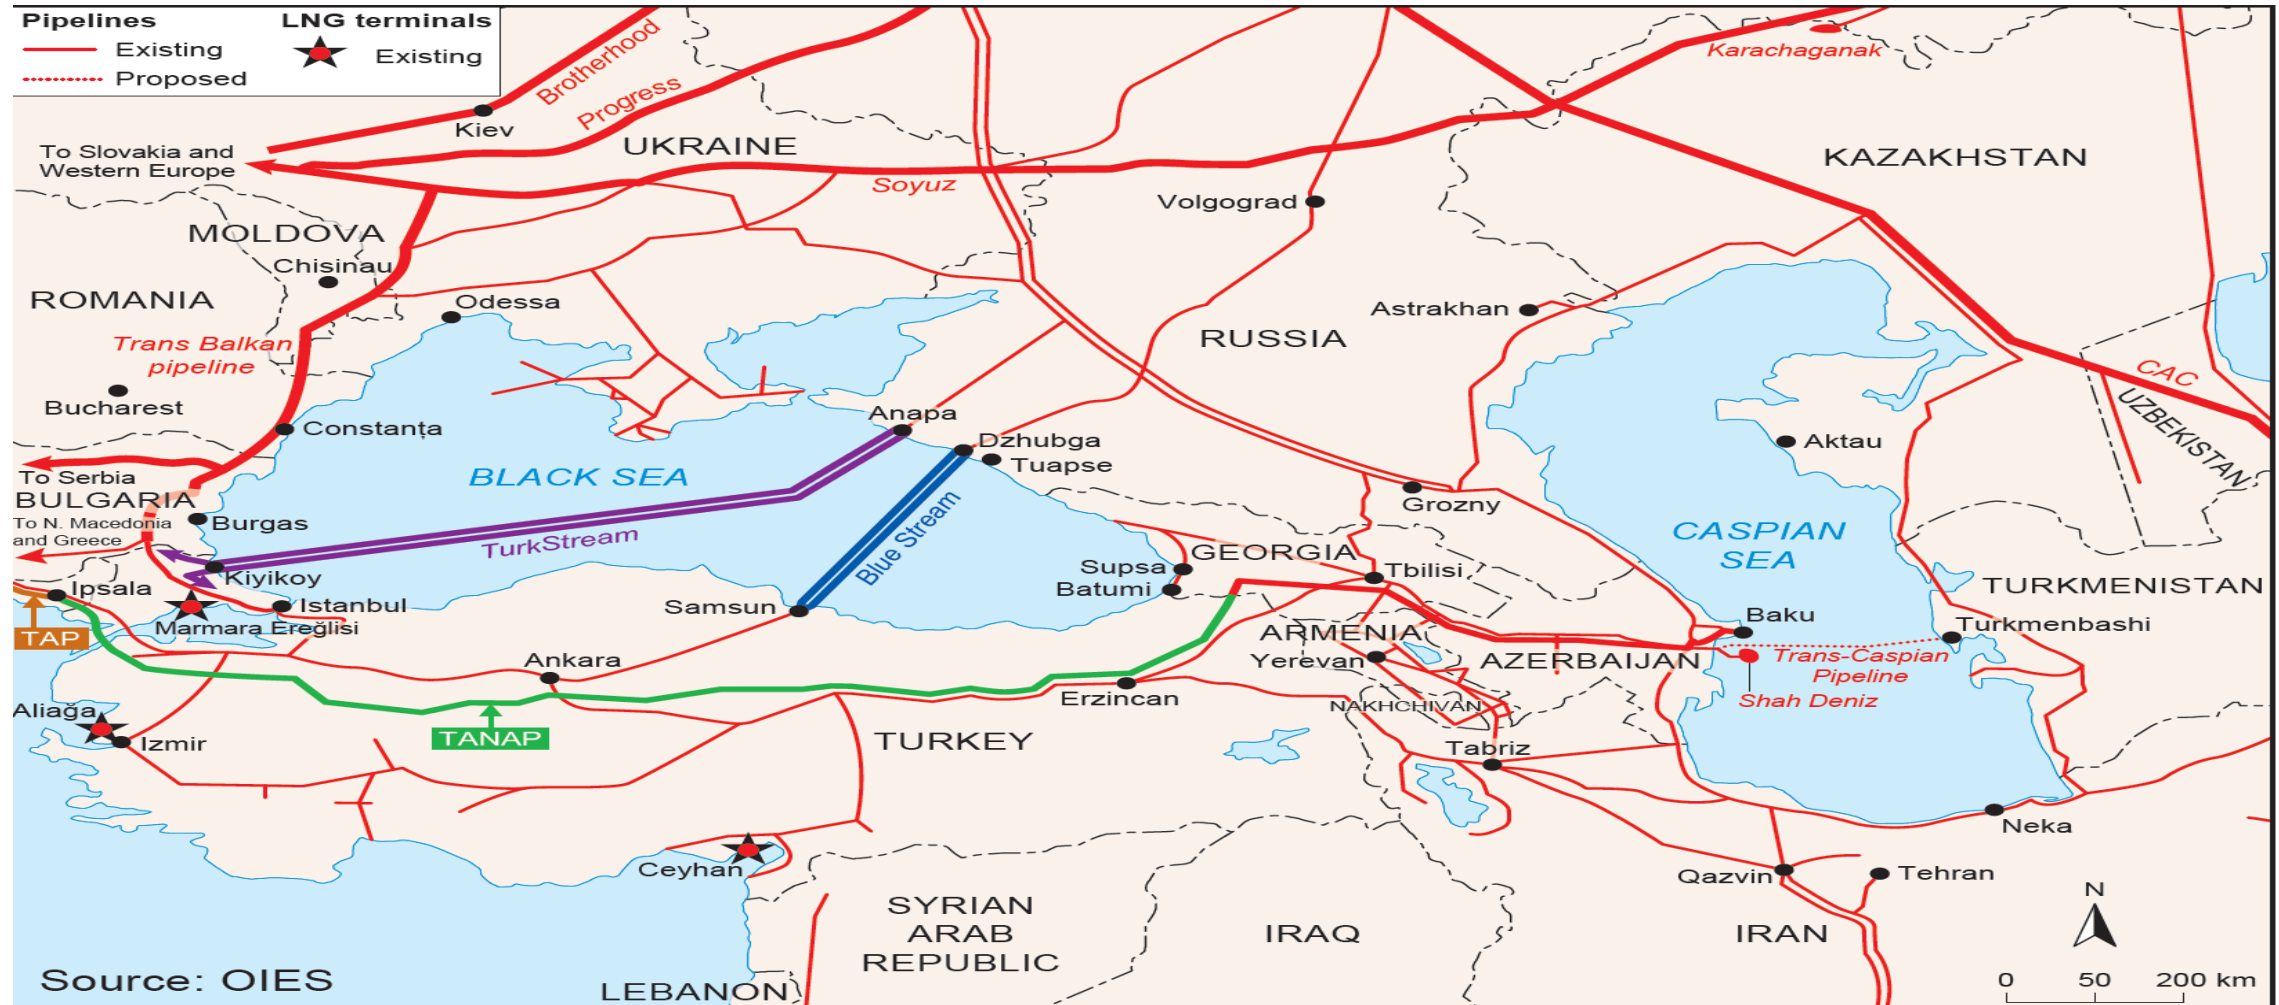 Pipelines
Existing
Proposed
LNG terminals
Existing
Brotherhood
Progress
Kiev
UKRAINE
To Slovakia and
Western Europe
Soyuz
Karachaganak
KAZAKHSTAN
Volgograd
MOLDOVA
Chisinau
ROMANIA
Odessa
Astrakhan
RUSSIA
Trans Balkan
pipeline
Bucharest
Constanța
Anapa
Dzhubga
Tuapse
CAC
UZBEKISTAN
Aktau
To Serbia
BULGARIA
To N. Macedonia
and Greece
Burgas
BLACK SEA
TurkStream
Blue Stream
Grozny
CASPIAN
SEA
Kiyikoy
Ipsala
Istanbul
Marmara Ereğlisi
TAP
Samsun
Supsa
Batumi
GEORGIA
Tbilisi
TURKMENISTAN
Baku
Turkmenbashi
ARMENIA
Yerevan
AZERBAIJAN
Trans-Caspian
Pipeline
Shah Deniz
Ankara
Erzincan
NAKHCHIVAN
Aliağa
Izmir
TANAP
TURKEY
Tabriz
Neka
Ceyhan
Qazvin
Tehran
SYRIAN
ARAB
REPUBLIC
IRAQ
IRAN
LEBANON
Source: OIES
N
0 50 200 km